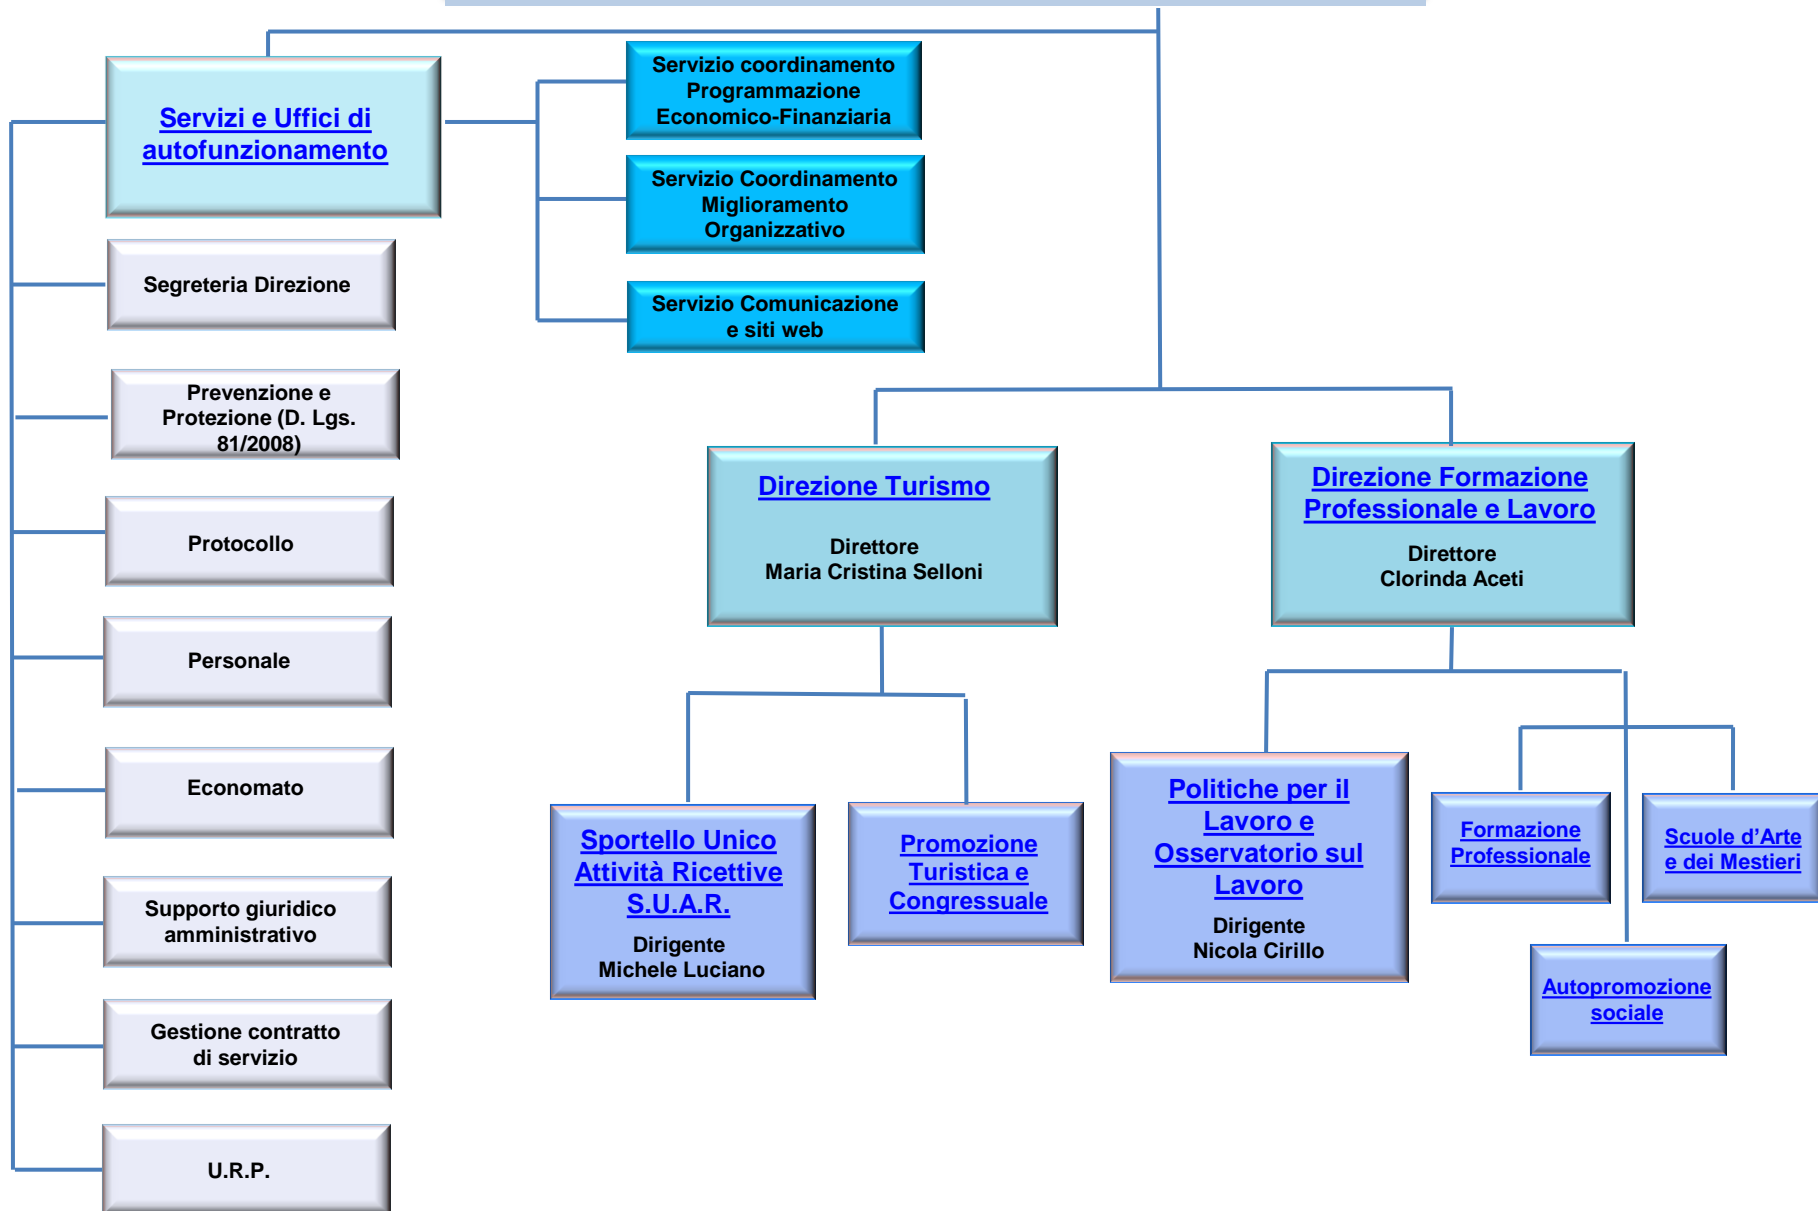 Servizi e Uffici di
autofunzionamento
Servizio coordinamento
Programmazione
Economico-Finanziaria
Servizio Coordinamento
Miglioramento
Organizzativo
Servizio Comunicazione
e siti web
Segreteria Direzione
Prevenzione e
Protezione (D. Lgs.
81/2008)
Protocollo
Personale
Economato
Supporto giuridico
amministrativo
Gestione contratto
di servizio
U.R.P.
Direzione Turismo
Direttore
Maria Cristina Selloni
Direzione Formazione
Professionale e Lavoro
Direttore
Clorinda Aceti
Sportello Unico
Attività Ricettive
S.U.A.R.
Dirigente
Michele Luciano
Promozione
Turistica e
Congressuale
Politiche per il
Lavoro e
Osservatorio sul
Lavoro
Dirigente
Nicola Cirillo
Formazione
Professionale
Scuole d’Arte
e dei Mestieri
Autopromozione
sociale